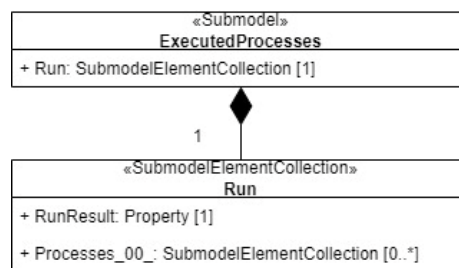 «Submodel»
ExecutedProcesses
+ Run: SubmodelElementCollection [1]
1
«SubmodelElementCollection»
Run
+ RunResult: Property [1]
+ Processes_00_: SubmodelElementCollection [0..*]